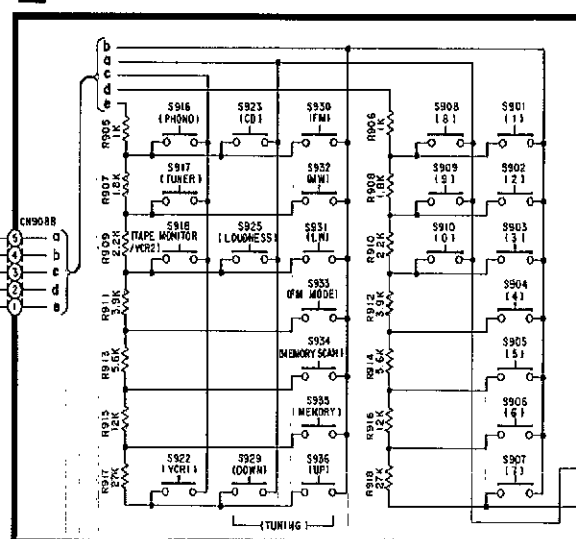 b
a
c
d
e
S916
(PHONO)
S923
(CD)
S930
(FM)
R905
1K
S917
(TUNER)
S932
(MW)
R907
1.8K
S918
(TAPE MONITOR
/VCR2)
S925
(LOUDNESS)
S931
(LW)
R909
2.2K
S933
(FM MODE)
R911
3.9K
S934
(MEMORY SCAN)
R913
5.6K
S935
(MEMORY)
R915
12K
S922
(VCR1)
S929
(DOWN)
S936
(UP)
R917
27K
(TUNING)
R906
1K
S908
(8)
S901
(1)
R908
1.8K
S909
(9)
S902
(2)
R910
2.2K
S910
(0)
S903
(3)
R912
3.9K
S904
(4)
R914
5.6K
S905
(5)
R916
12K
S906
(6)
R918
27K
S907
(7)
CN908B
5 a
4 b
3 c
2 d
1 e